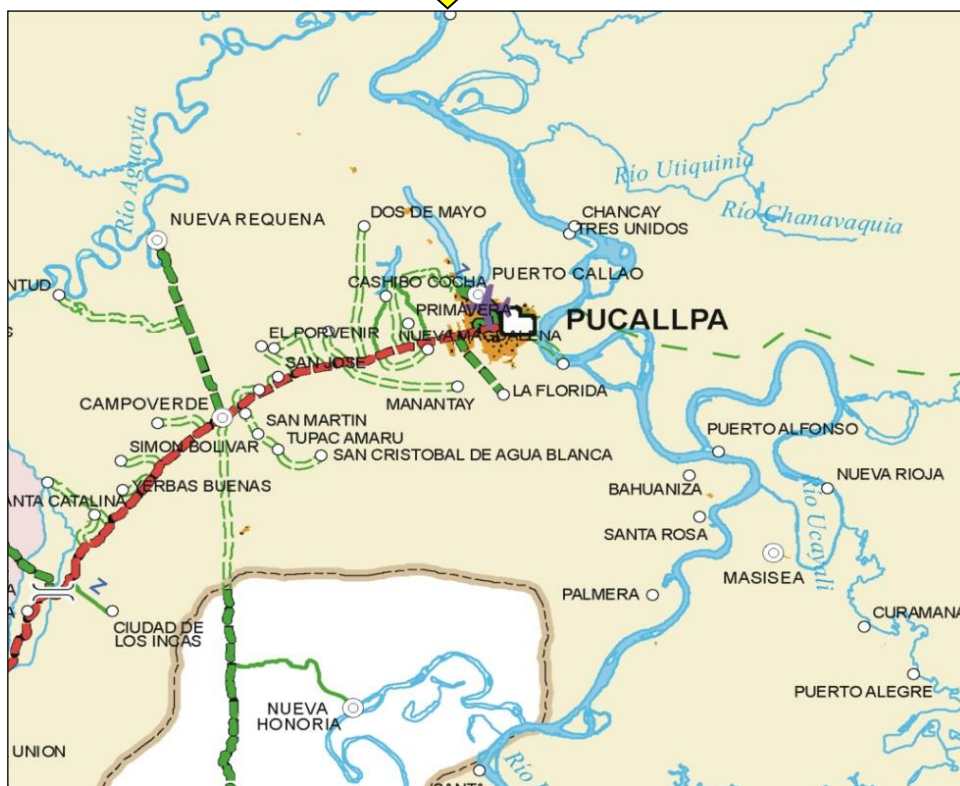 Río Aguaytía
Río Utiquinia
Río Chanavaquia
NUEVA REQUENA
DOS DE MAYO
CHANCAY
TRES UNIDOS
NTUD
CASHIBO COCHA
PUERTO CALLAO
PRIMAVERA
PUCALLPA
EL PORVENIR
NUEVA MAGDALENA
SAN JOSE
LA FLORIDA
CAMPOVERDE
MANANTAY
SAN MARTIN
TUPAC AMARU
PUERTO ALFONSO
SIMON BOLIVAR
SAN CRISTOBAL DE AGUA BLANCA
NUEVA RIOJA
YERBAS BUENAS
BAHUANIZA
ANTA CATALINA
SANTA ROSA
Río Ucayali
MASISEA
PALMERA
CIUDAD DE
LOS INCAS
CURAMANA
PUERTO ALEGRE
NUEVA
HONORIA
UNION
Río